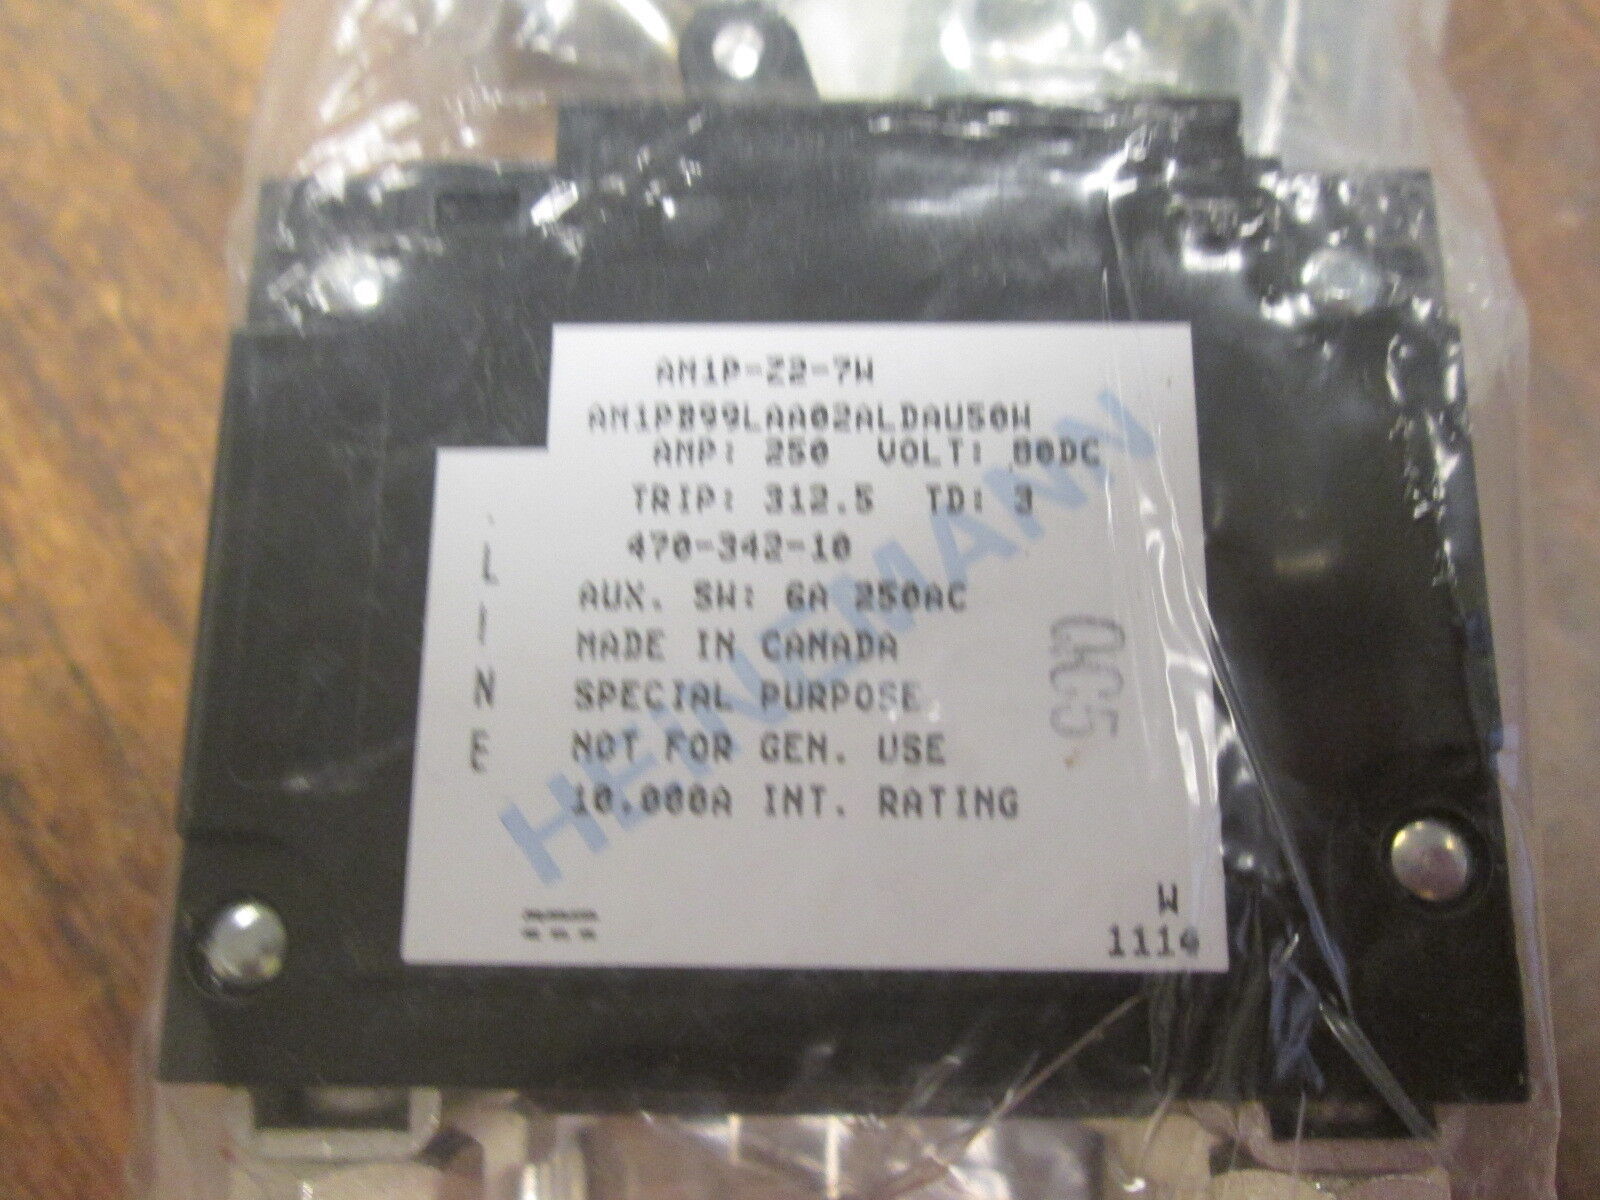 AM1P-Z2-7W
AM1PB99LAA02ALDAU50W
AMP: 250 VOLT: 80DC
TRIP: 312.5 TD: 3
470-342-10
AUX. SW: 6A 250AC
MADE IN CANADA
SPECIAL PURPOSE
NOT FOR GEN. USE
10,000A INT. RATING
LINE
HEINEMANN
QC5
W
1114